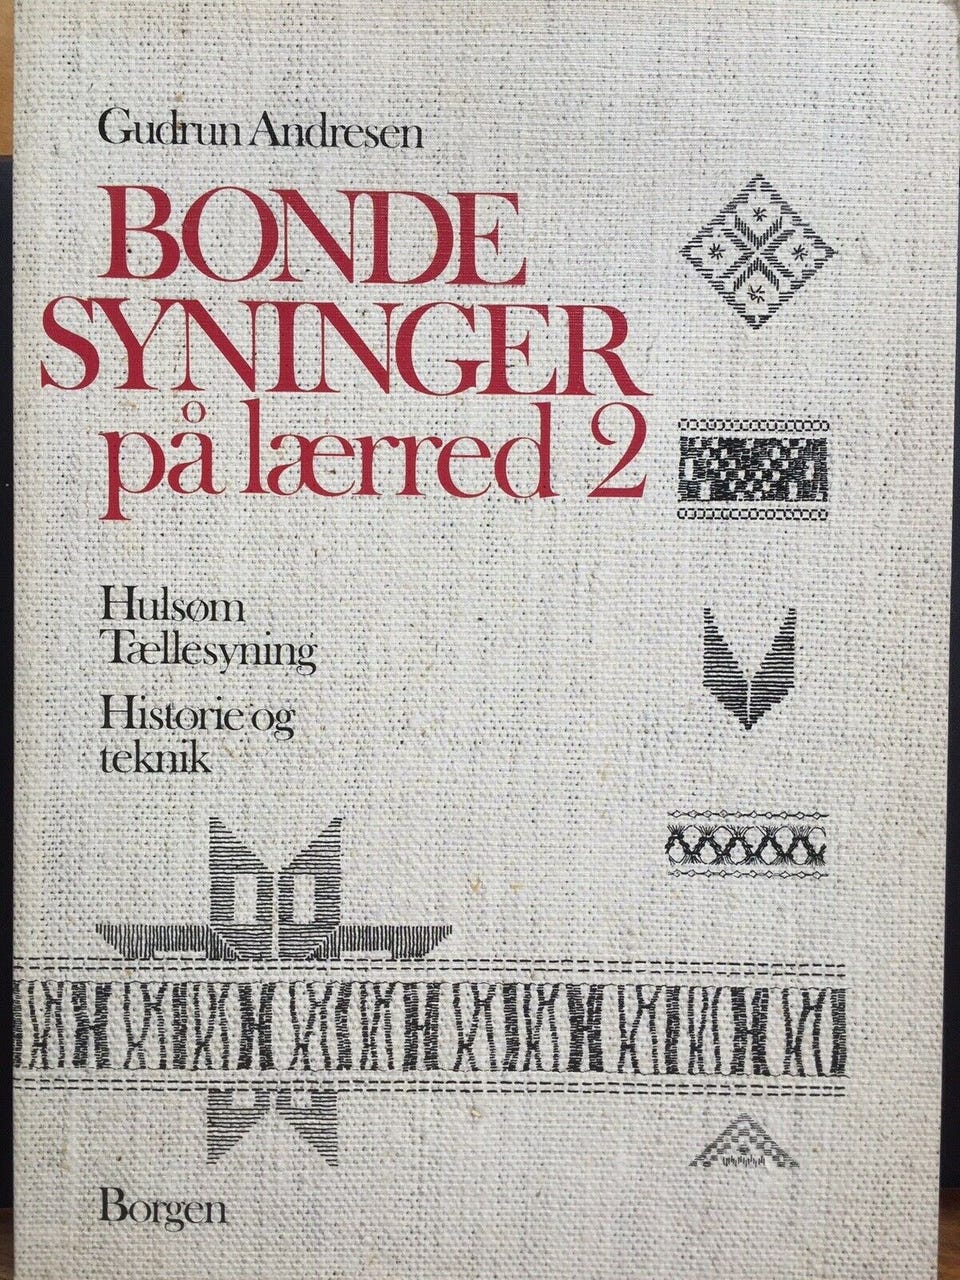 Gudrun Andresen
BONDE
SYNINGER
på lærred 2
Hulsøm
Tællesyning
Historie og
teknik
Borgen